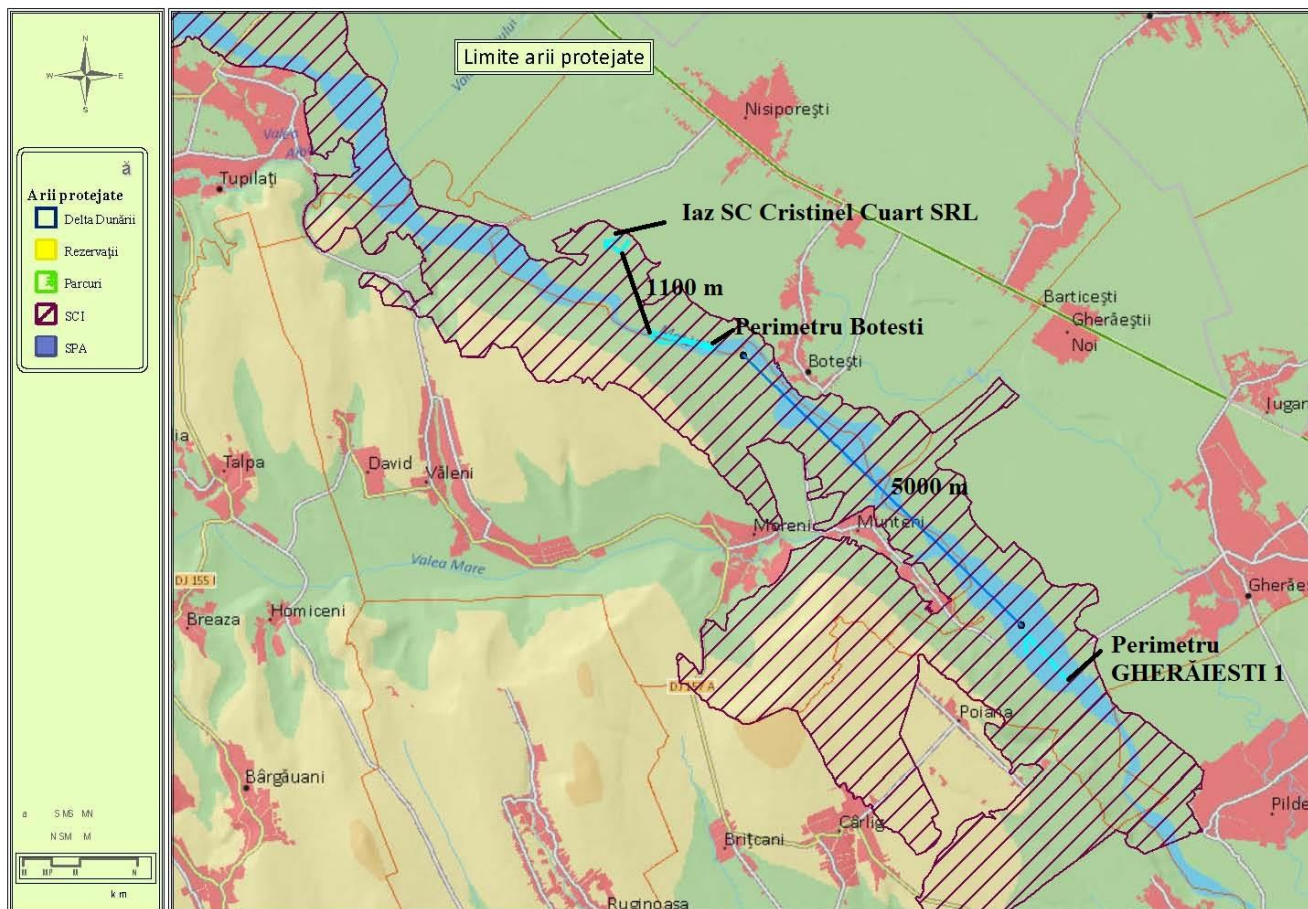 N
W E
S
ă
Arii protejate
Delta Dunării
Rezervații
Parcuri
SCI
SPA
km
Limite arii protejate
Nisiporești
Valea
Tupilați
Iaz SC Cristinel Cuart SRL
1100 m
Perimetru Botesti
Barticești
Gherăeștii
Noi
Botești
Talpa
David
Văleni
5000 m
Moreni
Munteni
Valea Mare
DJ 155 I
Breaza
Homiceni
Perimetru
GHERĂIESTI 1
Poiana
Bârgăuani
Cârlig
Brițcani
Ruginoasa